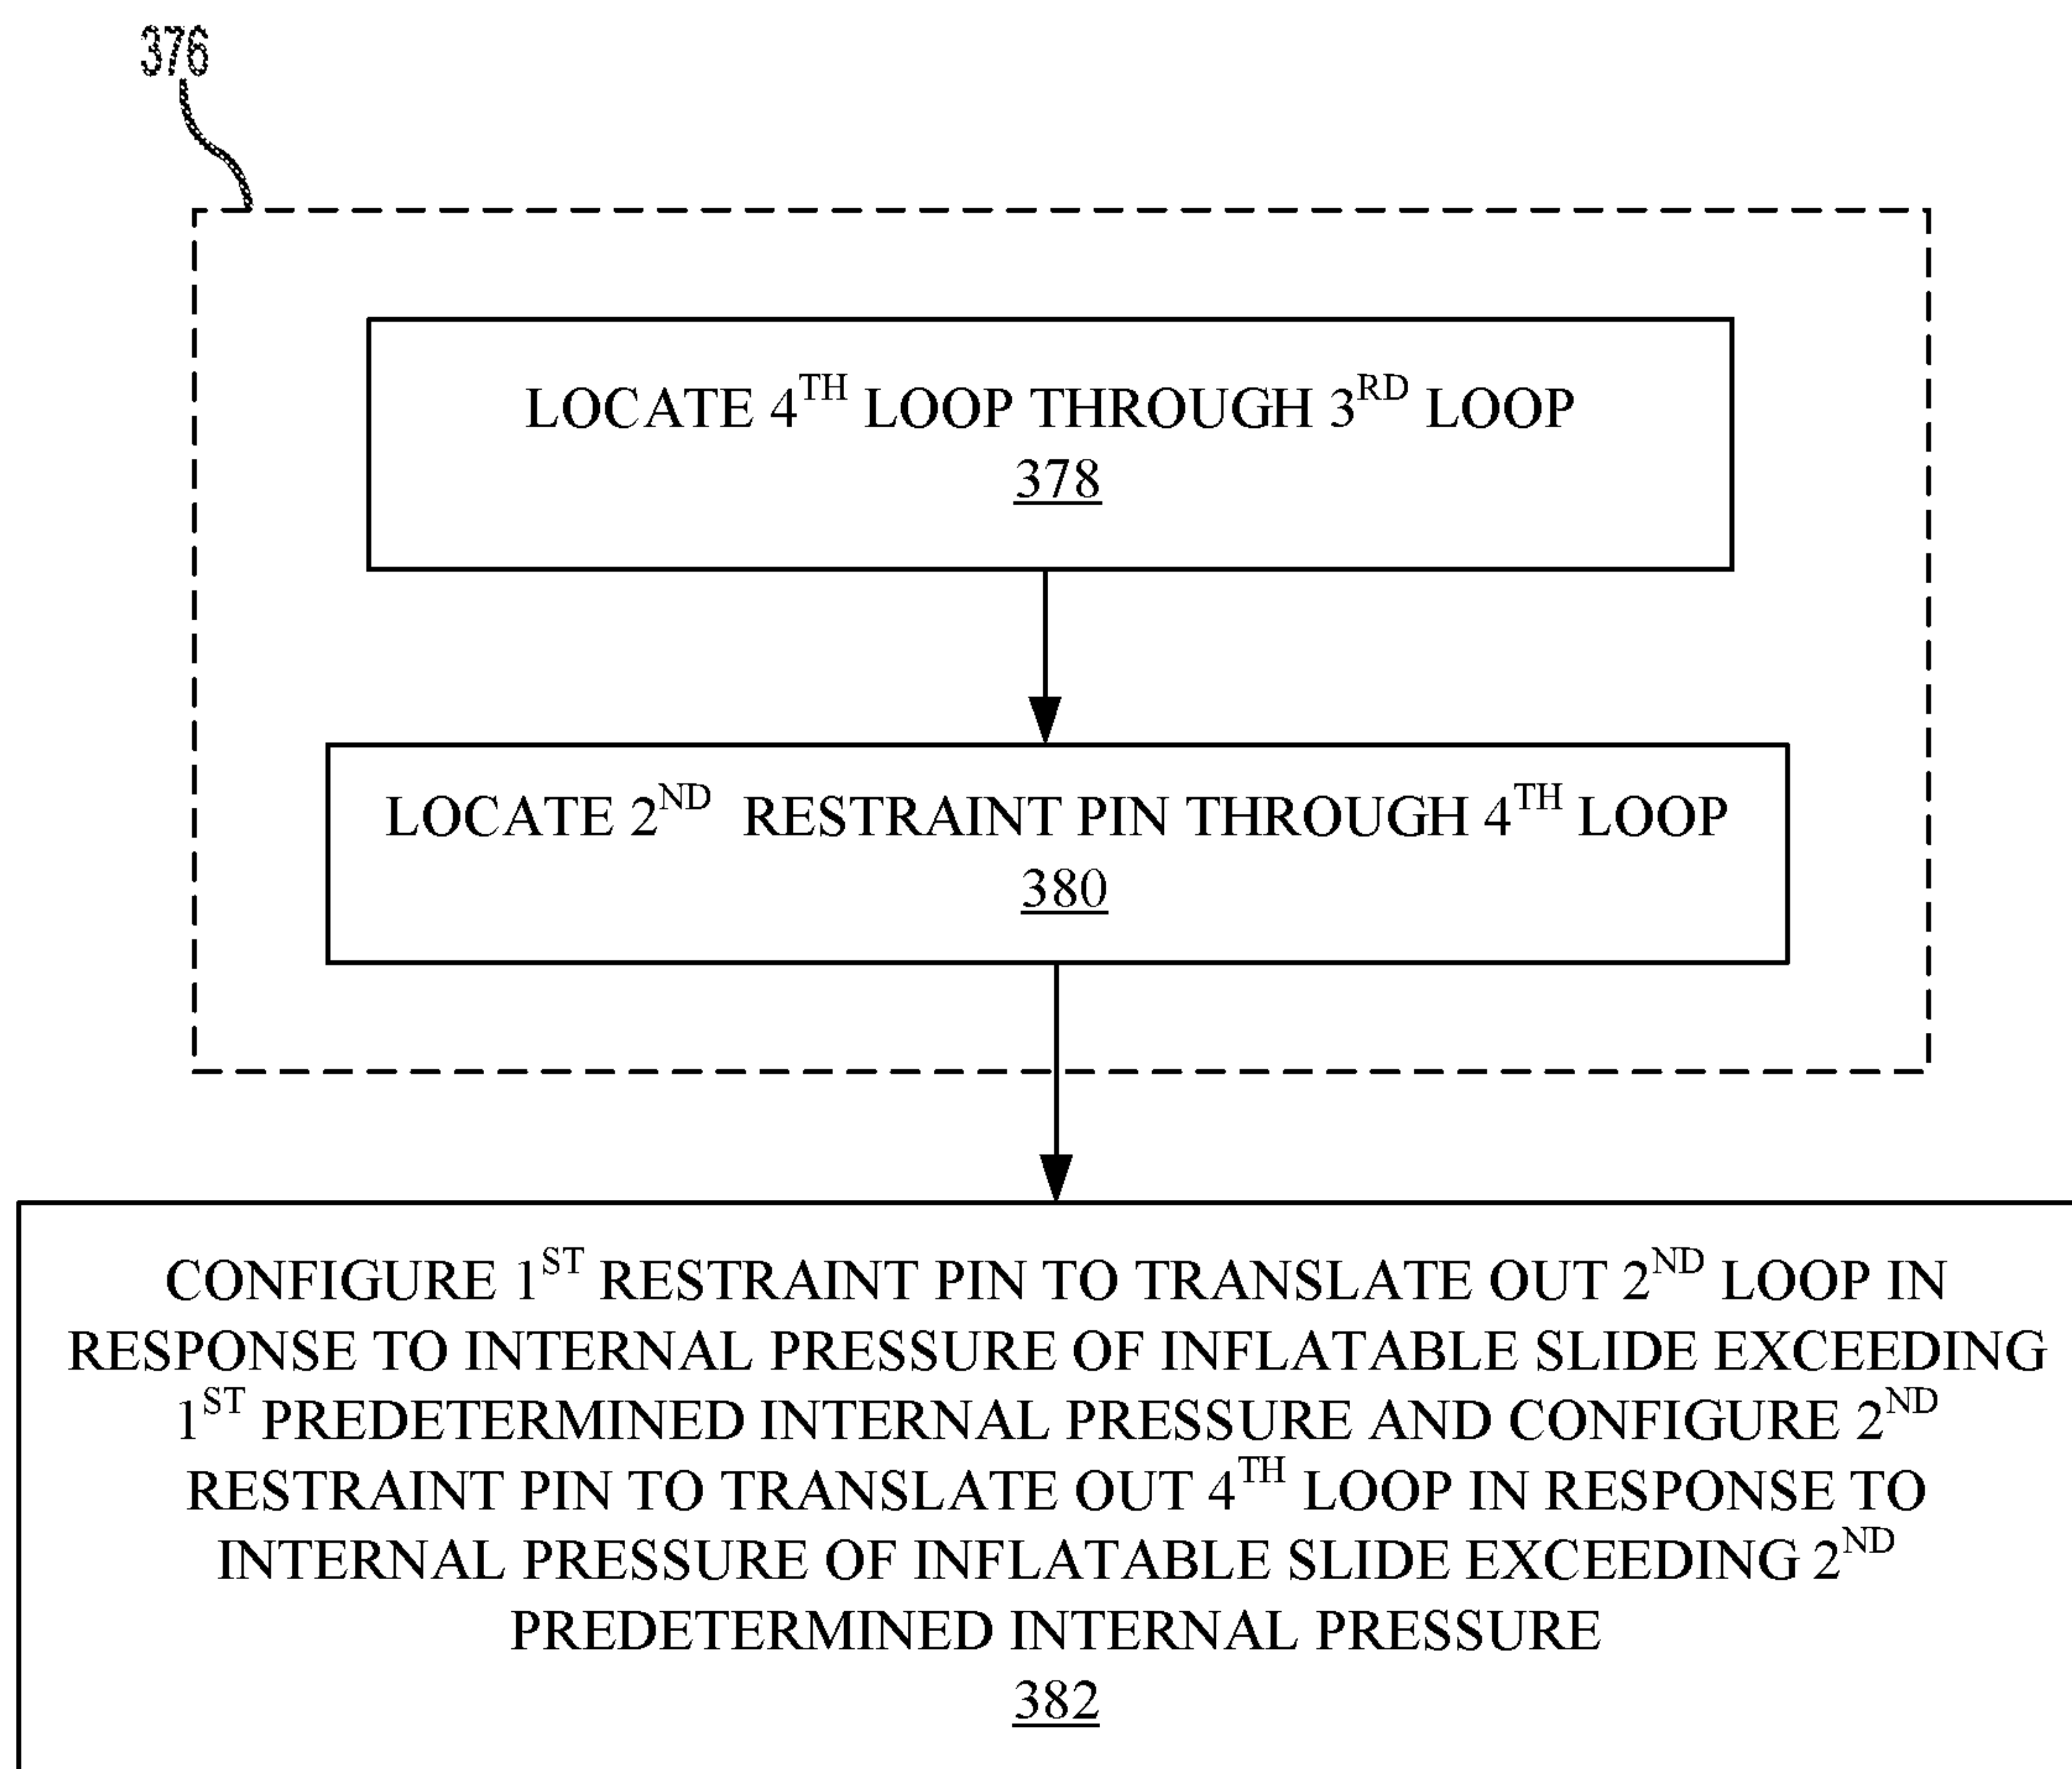 376
LOCATE 4TH LOOP THROUGH 3RD LOOP
378
LOCATE 2ND RESTRAINT PIN THROUGH 4TH LOOP
380
CONFIGURE 1ST RESTRAINT PIN TO TRANSLATE OUT 2ND LOOP IN
RESPONSE TO INTERNAL PRESSURE OF INFLATABLE SLIDE EXCEEDING
1ST PREDETERMINED INTERNAL PRESSURE AND CONFIGURE 2ND
RESTRAINT PIN TO TRANSLATE OUT 4TH LOOP IN RESPONSE TO
INTERNAL PRESSURE OF INFLATABLE SLIDE EXCEEDING 2ND
PREDETERMINED INTERNAL PRESSURE
382